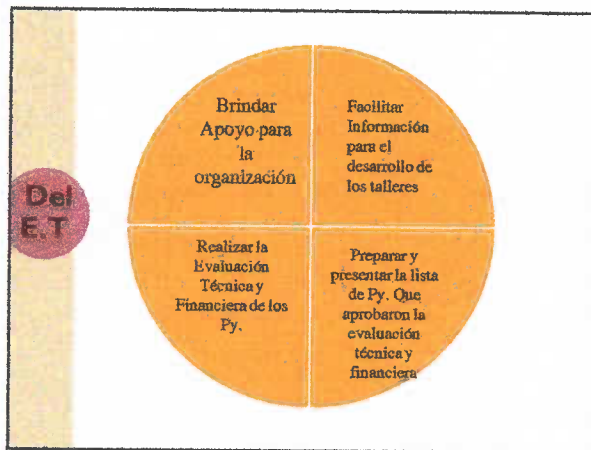 Del
E.T
Brindar
Apoyo para
la
organización
Facilitar
Información
para el
desarrollo de
los talleres
Realizar la
Evaluación
Técnica y
Financiera de los
Py.
Preparar y
presentar la lista
de Py. Que
aprobaron la
evaluación
técnica y
financiera